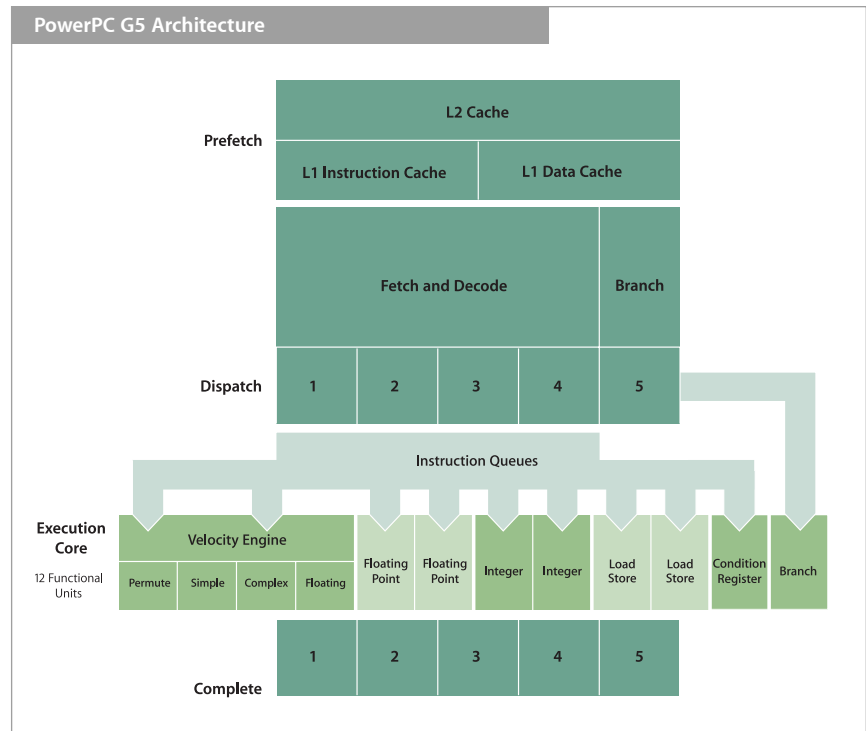 PowerPC G5 Architecture
L2 Cache
Prefetch
L1 Instruction Cache
L1 Data Cache
Fetch and Decode
Branch
Dispatch
1
2
3
4
5
Instruction Queues
Execution
Core
12 Functional
Units
Velocity Engine
Permute
Simple
Complex
Floating
Floating
Point
Floating
Point
Integer
Integer
Load
Store
Load
Store
Condition
Register
Branch
1
2
3
4
5
Complete